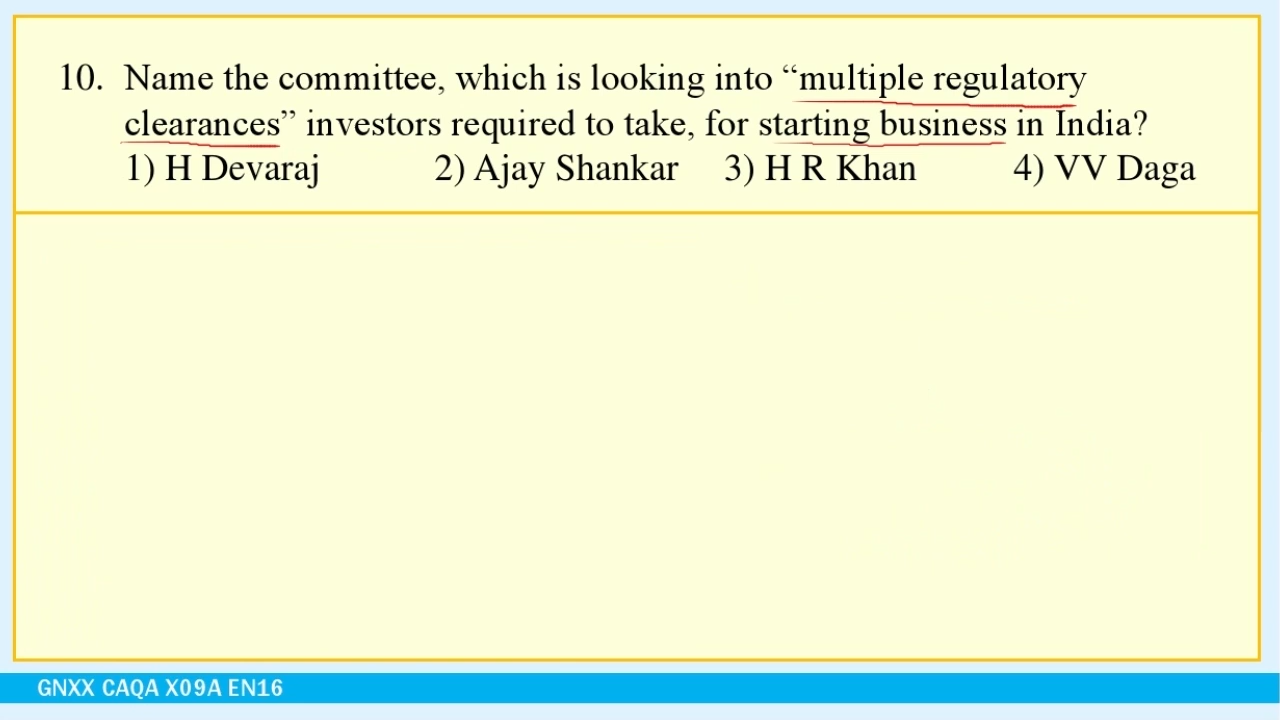 10. Name the committee, which is looking into “multiple regulatory
clearances” investors required to take, for starting business in India?
1) H Devaraj 2) Ajay Shankar 3) H R Khan 4) VV Daga
GNXX CAQA X09A EN16